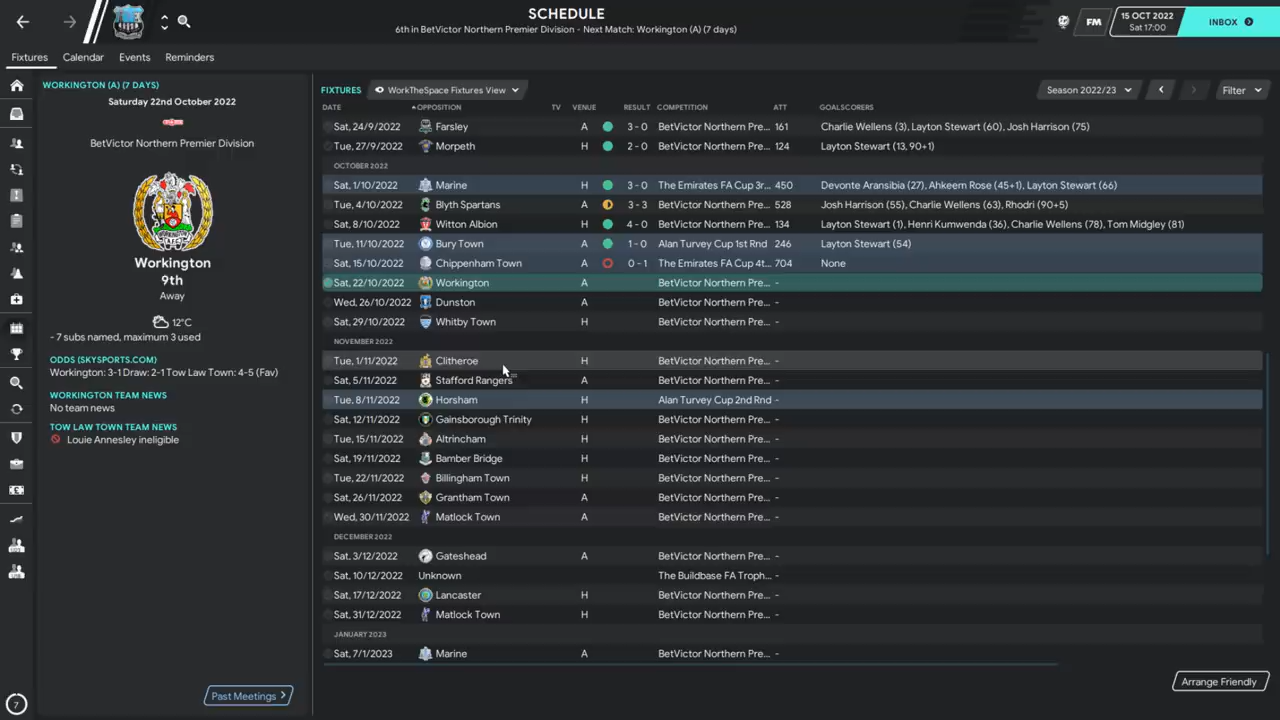 SCHEDULE
6th in BetVictor Northern Premier Division - Next Match: Workington (A) (7 days)
FM
15 OCT 2022
Sat 17:00
INBOX
Fixtures Calendar Events Reminders
WORKINGTON (A) (7 DAYS)
Saturday 22nd October 2022
BetVictor Northern Premier Division
Workington
9th
Away
12°C
- 7 subs named, maximum 3 used
ODDS (SKYSPORTS.COM)
Workington: 3-1 Draw: 2-1 Tow Law Town: 4-5 (Fav)
WORKINGTON TEAM NEWS
No team news
TOW LAW TOWN TEAM NEWS
Louie Annesley ineligible
Past Meetings
7
FIXTURES WorkTheSpace Fixtures View Season 2022/23 Filter
DATE OPPOSITION TV VENUE RESULT COMPETITION ATT GOALSCORERS
Sat, 24/9/2022 Farsley A 3 - 0 BetVictor Northern Pre... 161 Charlie Wellens (3), Layton Stewart (60), Josh Harrison (75)
Tue, 27/9/2022 Morpeth H 2 - 0 BetVictor Northern Pre... 124 Layton Stewart (13, 90+1)
OCTOBER 2022
Sat, 1/10/2022 Marine H 3 - 0 The Emirates FA Cup 3r... 450 Devonte Aransibia (27), Ahkeem Rose (45+1), Layton Stewart (66)
Tue, 4/10/2022 Blyth Spartans A 3 - 3 BetVictor Northern Pre... 528 Josh Harrison (55), Charlie Wellens (63), Rhodri (90+5)
Sat, 8/10/2022 Witton Albion H 4 - 0 BetVictor Northern Pre... 134 Layton Stewart (1), Henri Kumwenda (36), Charlie Wellens (78), Tom Midgley (81)
Tue, 11/10/2022 Bury Town A 1 - 0 Alan Turvey Cup 1st Rnd 246 Layton Stewart (54)
Sat, 15/10/2022 Chippenham Town A 0 - 1 The Emirates FA Cup 4t... 704 None
Sat, 22/10/2022 Workington A BetVictor Northern Pre... -
Wed, 26/10/2022 Dunston A BetVictor Northern Pre... -
Sat, 29/10/2022 Whitby Town H BetVictor Northern Pre... -
NOVEMBER 2022
Tue, 1/11/2022 Clitheroe H BetVictor Northern Pre... -
Sat, 5/11/2022 Stafford Rangers A BetVictor Northern Pre... -
Tue, 8/11/2022 Horsham H Alan Turvey Cup 2nd Rnd -
Sat, 12/11/2022 Gainsborough Trinity H BetVictor Northern Pre... -
Tue, 15/11/2022 Altrincham H BetVictor Northern Pre... -
Sat, 19/11/2022 Bamber Bridge H BetVictor Northern Pre... -
Tue, 22/11/2022 Billingham Town H BetVictor Northern Pre... -
Sat, 26/11/2022 Grantham Town A BetVictor Northern Pre... -
Wed, 30/11/2022 Matlock Town A BetVictor Northern Pre... -
DECEMBER 2022
Sat, 3/12/2022 Gateshead A BetVictor Northern Pre... -
Sat, 10/12/2022 Unknown The Buildbase FA Troph... -
Sat, 17/12/2022 Lancaster H BetVictor Northern Pre... -
Sat, 31/12/2022 Matlock Town H BetVictor Northern Pre... -
JANUARY 2023
Sat, 7/1/2023 Marine A BetVictor Northern Pre... -
Arrange Friendly